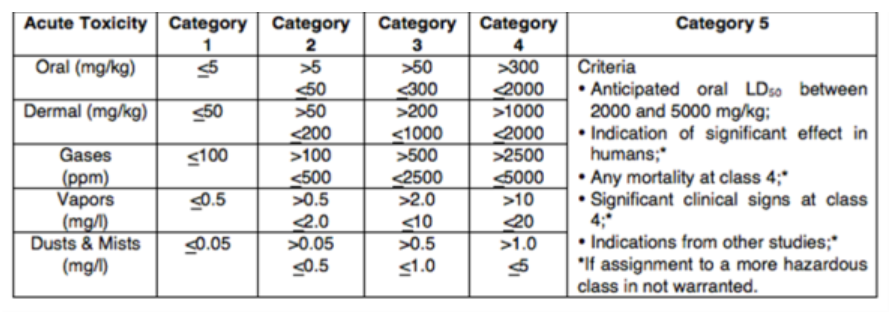 Acute Toxicity Category 1 Category 2 Category 3 Category 4 Category 5
Oral (mg/kg) ≤5 >5 ≤50 >50 ≤300 >300 ≤2000
Dermal (mg/kg) ≤50 >50 ≤200 >200 ≤1000 >1000 ≤2000
Gases (ppm) ≤100 >100 ≤500 >500 ≤2500 >2500 ≤5000
Vapors (mg/l) ≤0.5 >0.5 ≤2.0 >2.0 ≤10 >10 ≤20
Dusts & Mists (mg/l) ≤0.05 >0.05 ≤0.5 >0.5 ≤1.0 >1.0 ≤5
Criteria
• Anticipated oral LD₅₀ between
2000 and 5000 mg/kg;
• Indication of significant effect in
humans;*
• Any mortality at class 4;*
• Significant clinical signs at class
4;*
• Indications from other studies;*
*If assignment to a more hazardous
class in not warranted.